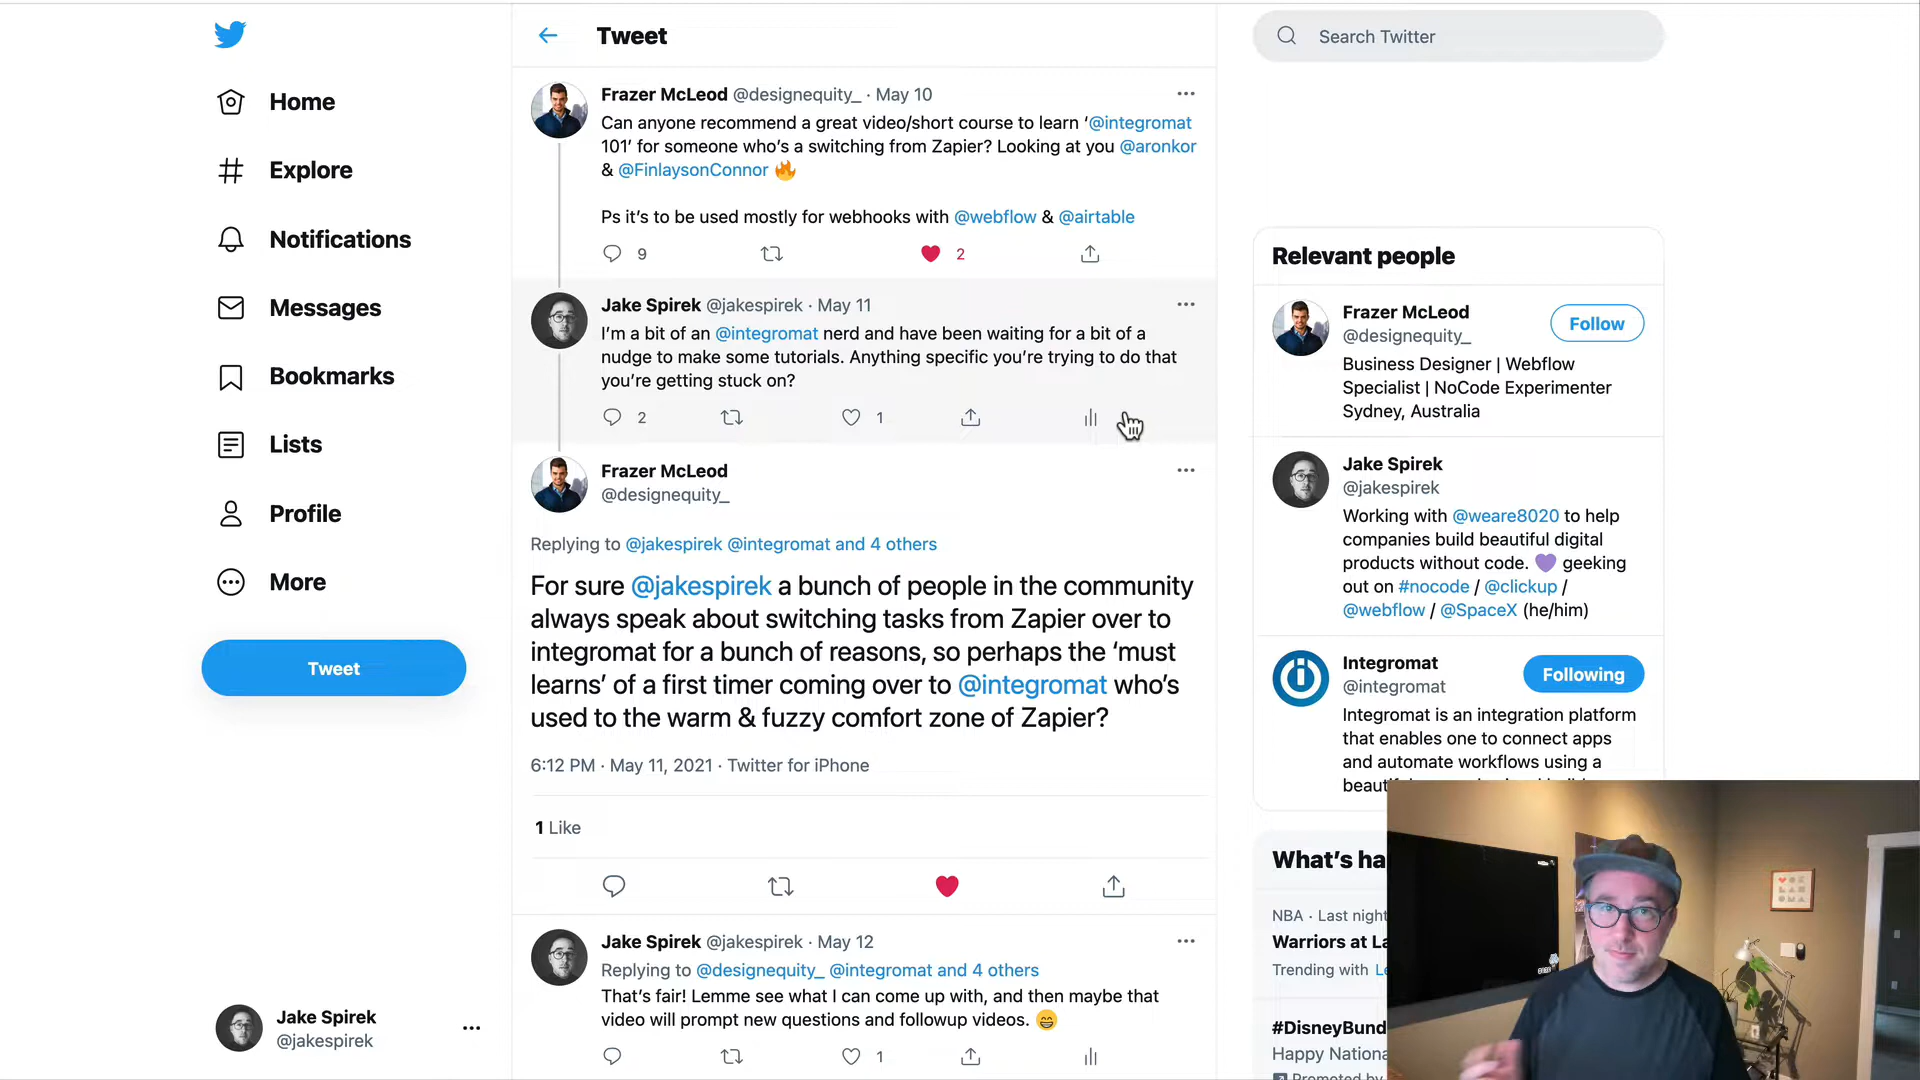 Home
Explore
Notifications
Messages
Bookmarks
Lists
Profile
More
Tweet
Jake Spirek
@jakespirek
Tweet
Frazer McLeod @designequity_ · May 10
Can anyone recommend a great video/short course to learn ‘@integromat
101’ for someone who’s a switching from Zapier? Looking at you @aronkor
& @FinlaysonConnor 🔥
Ps it’s to be used mostly for webhooks with @webflow & @airtable
9
2
Jake Spirek @jakespirek · May 11
I’m a bit of an @integromat nerd and have been waiting for a bit of a
nudge to make some tutorials. Anything specific you’re trying to do that
you’re getting stuck on?
2
1
Frazer McLeod
@designequity_
Replying to @jakespirek @integromat and 4 others
For sure @jakespirek a bunch of people in the community
always speak about switching tasks from Zapier over to
integromat for a bunch of reasons, so perhaps the ‘must
learns’ of a first timer coming over to @integromat who’s
used to the warm & fuzzy comfort zone of Zapier?
6:12 PM · May 11, 2021 · Twitter for iPhone
1 Like
Jake Spirek @jakespirek · May 12
Replying to @designequity_ @integromat and 4 others
That’s fair! Lemme see what I can come up with, and then maybe that
video will prompt new questions and followup videos. 😄
1
Search Twitter
Relevant people
Frazer McLeod
@designequity_
Follow
Business Designer | Webflow
Specialist | NoCode Experimenter
Sydney, Australia
Jake Spirek
@jakespirek
Working with @weare8020 to help
companies build beautiful digital
products without code. 💜 geeking
out on #nocode / @clickup /
@webflow / @SpaceX (he/him)
Integromat
@integromat
Following
Integromat is an integration platform
that enables one to connect apps
and automate workflows using a
What’s ha
NBA · Last night
Warriors at La
Trending with
#DisneyBund
Happy Nationa
Promoted by